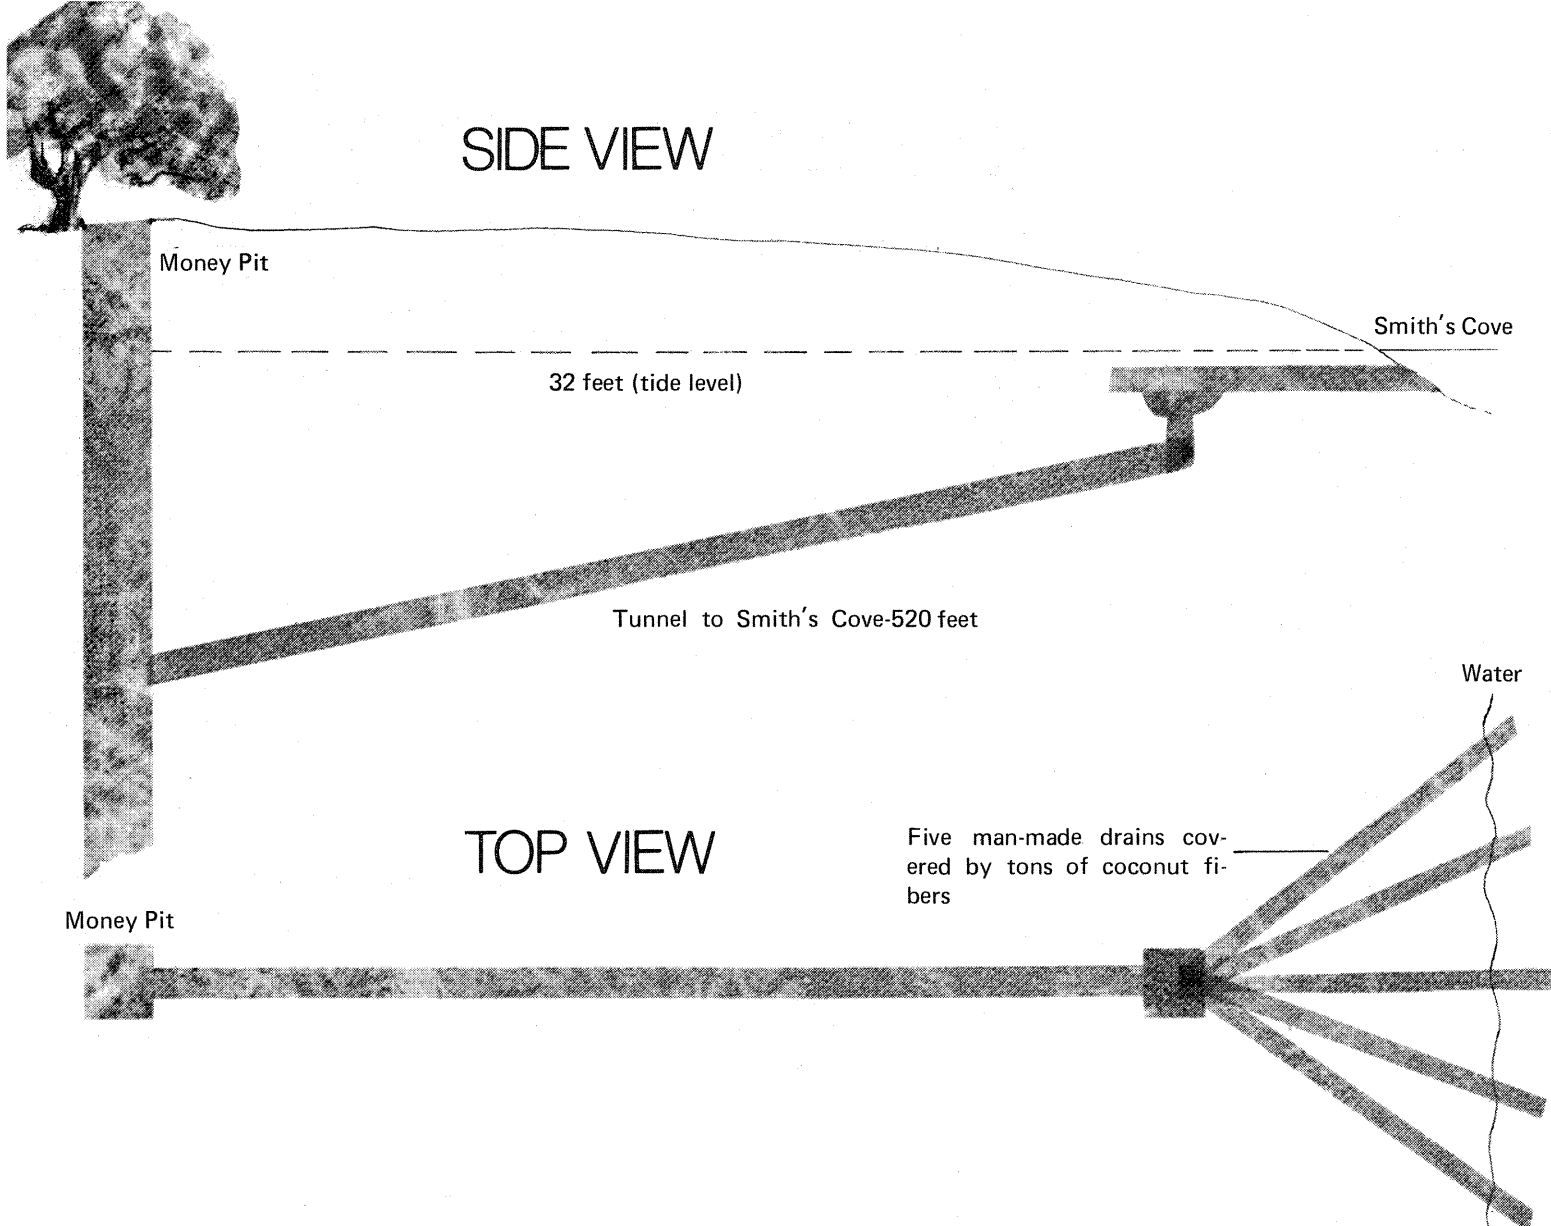 SIDE VIEW
Money Pit
Smith's Cove
32 feet (tide level)
Tunnel to Smith's Cove-520 feet
Water
TOP VIEW
Five man-made drains cov-
ered by tons of coconut fi-
bers
Money Pit